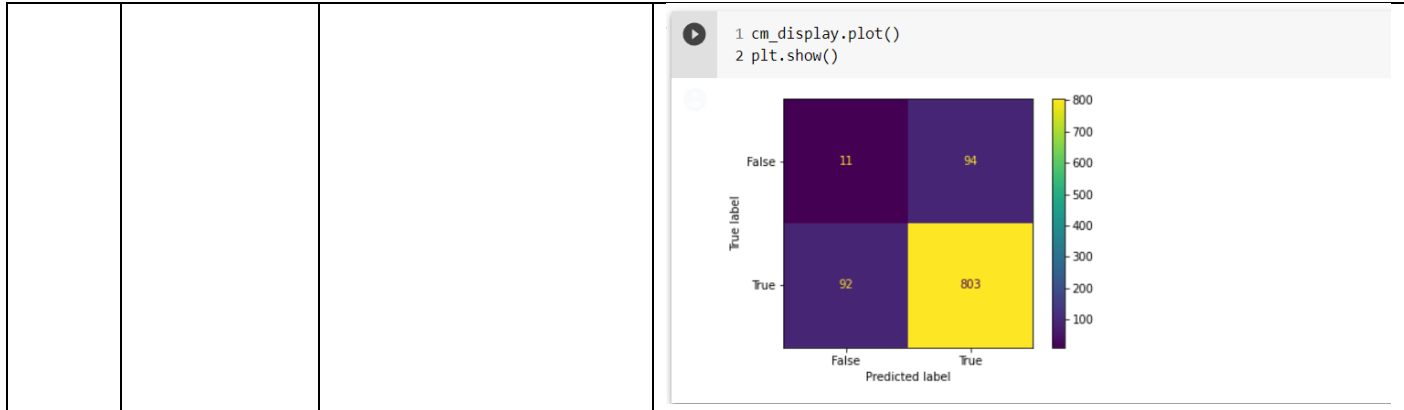 1 cm_display.plot()
2 plt.show()
800
700
False
11
94
600
500
True label
400
300
True
92
803
200
100
False
True
Predicted label